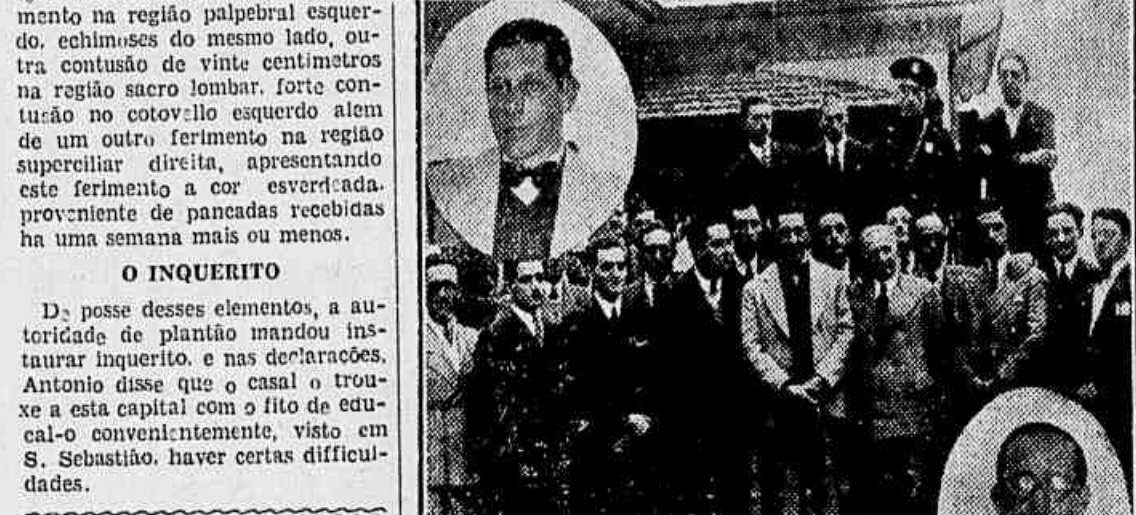 mento na região palpebral esquer-
do, echimoses do mesmo lado, ou-
tra contusão de vinte centimetros
na região sacro lombar, forte con-
tusão no cotovello esquerdo alem
de um outro ferimento na região
superciliar direita, apresentando
este ferimento a cor esverdeada,
proveniente de pancadas recebidas
ha uma semana mais ou menos.
O INQUERITO
De posse desses elementos, a au-
toridade de plantão mandou ins-
taurar inquerito, e nas declarações,
Antonio disse que o casal o trou-
xe a esta capital com o fito de edu-
cal-o convenientemente, visto em
S. Sebastião, haver certas difficul-
dades.